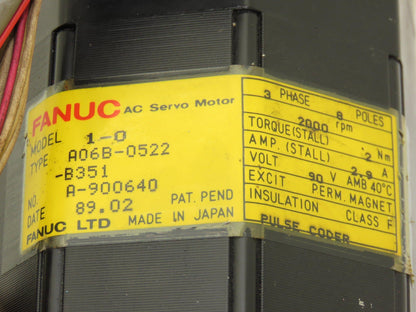 FANUC AC Servo Motor
MODEL 1-0
TYPE A06B-0522
-B351
NO. A-900640
DATE 89.02 PAT. PEND
FANUC LTD MADE IN JAPAN
3 PHASE 8 POLES
2000 rpm
TORQUE(STALL) 2 Nm
AMP. (STALL) 2.9 A
VOLT 90 V AMB 40°C
EXCIT PERM. MAGNET
INSULATION CLASS F
PULSE CODER